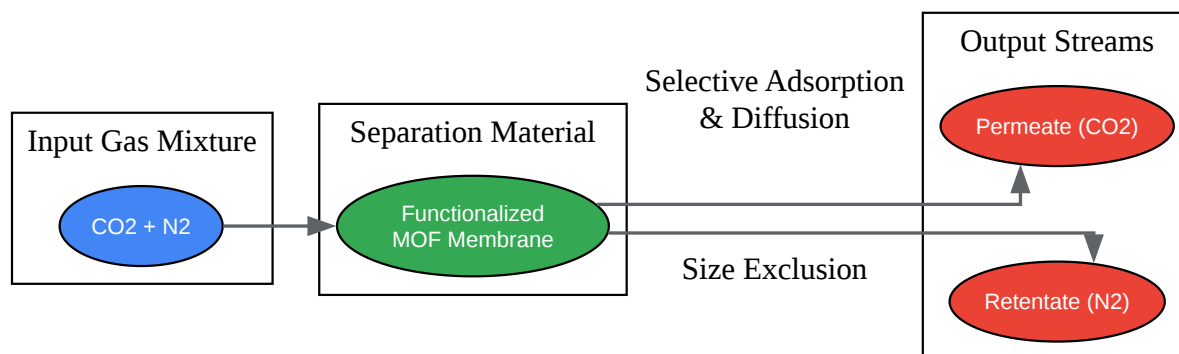 Input Gas Mixture
CO2 + N2
Separation Material
Functionalized
MOF Membrane
Selective Adsorption
& Diffusion
Size Exclusion
Output Streams
Permeate (CO2)
Retentate (N2)